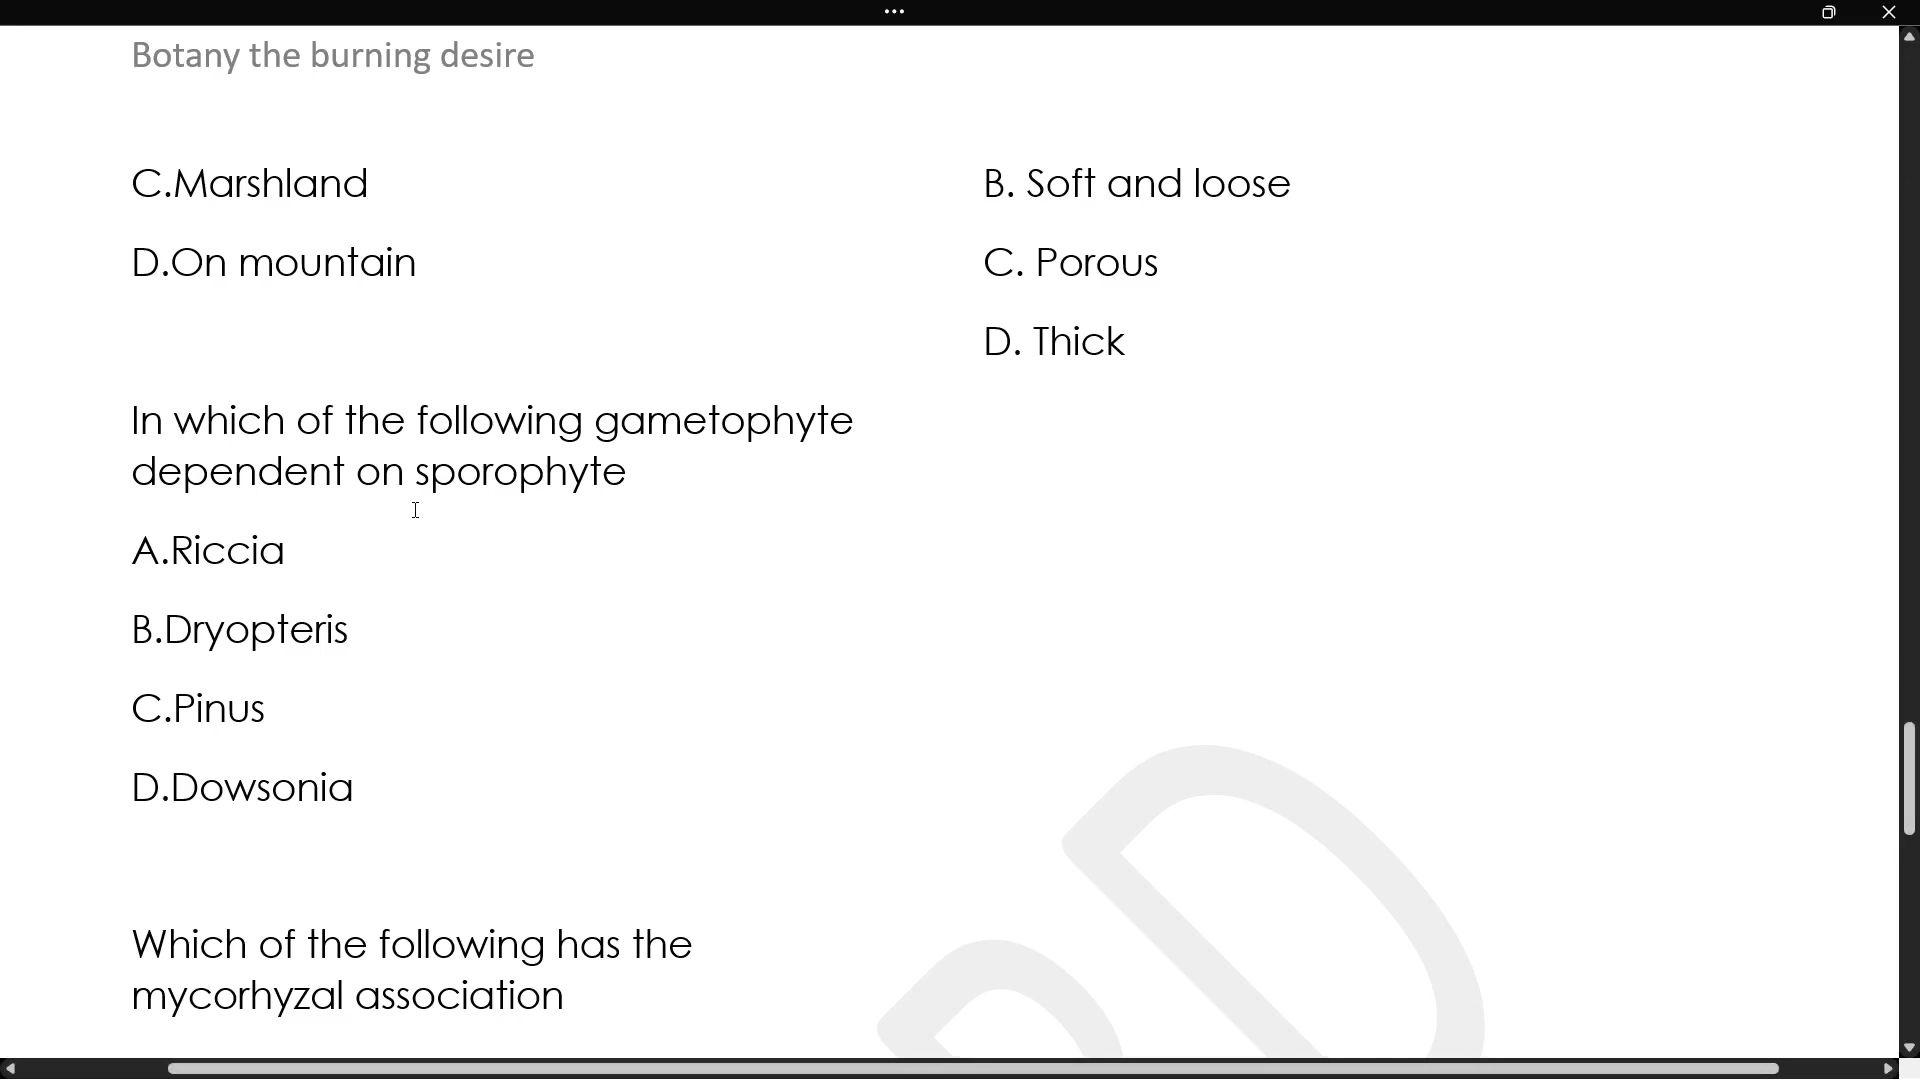 Botany the burning desire
C.Marshland
D.On mountain
In which of the following gametophyte
dependent on sporophyte
A.Riccia
B.Dryopteris
C.Pinus
D.Dowsonia
Which of the following has the
mycorhyzal association
B. Soft and loose
C. Porous
D. Thick